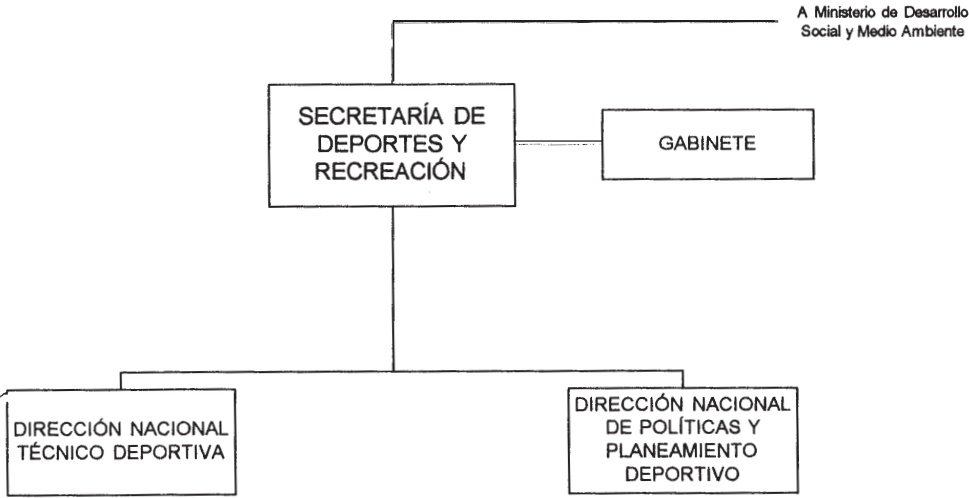 A Ministerio de Desarrollo
Social y Medio Ambiente
SECRETARÍA DE
DEPORTES Y
RECREACIÓN
GABINETE
DIRECCIÓN NACIONAL
TÉCNICO DEPORTIVA
DIRECCIÓN NACIONAL
DE POLÍTICAS Y
PLANEAMIENTO
DEPORTIVO